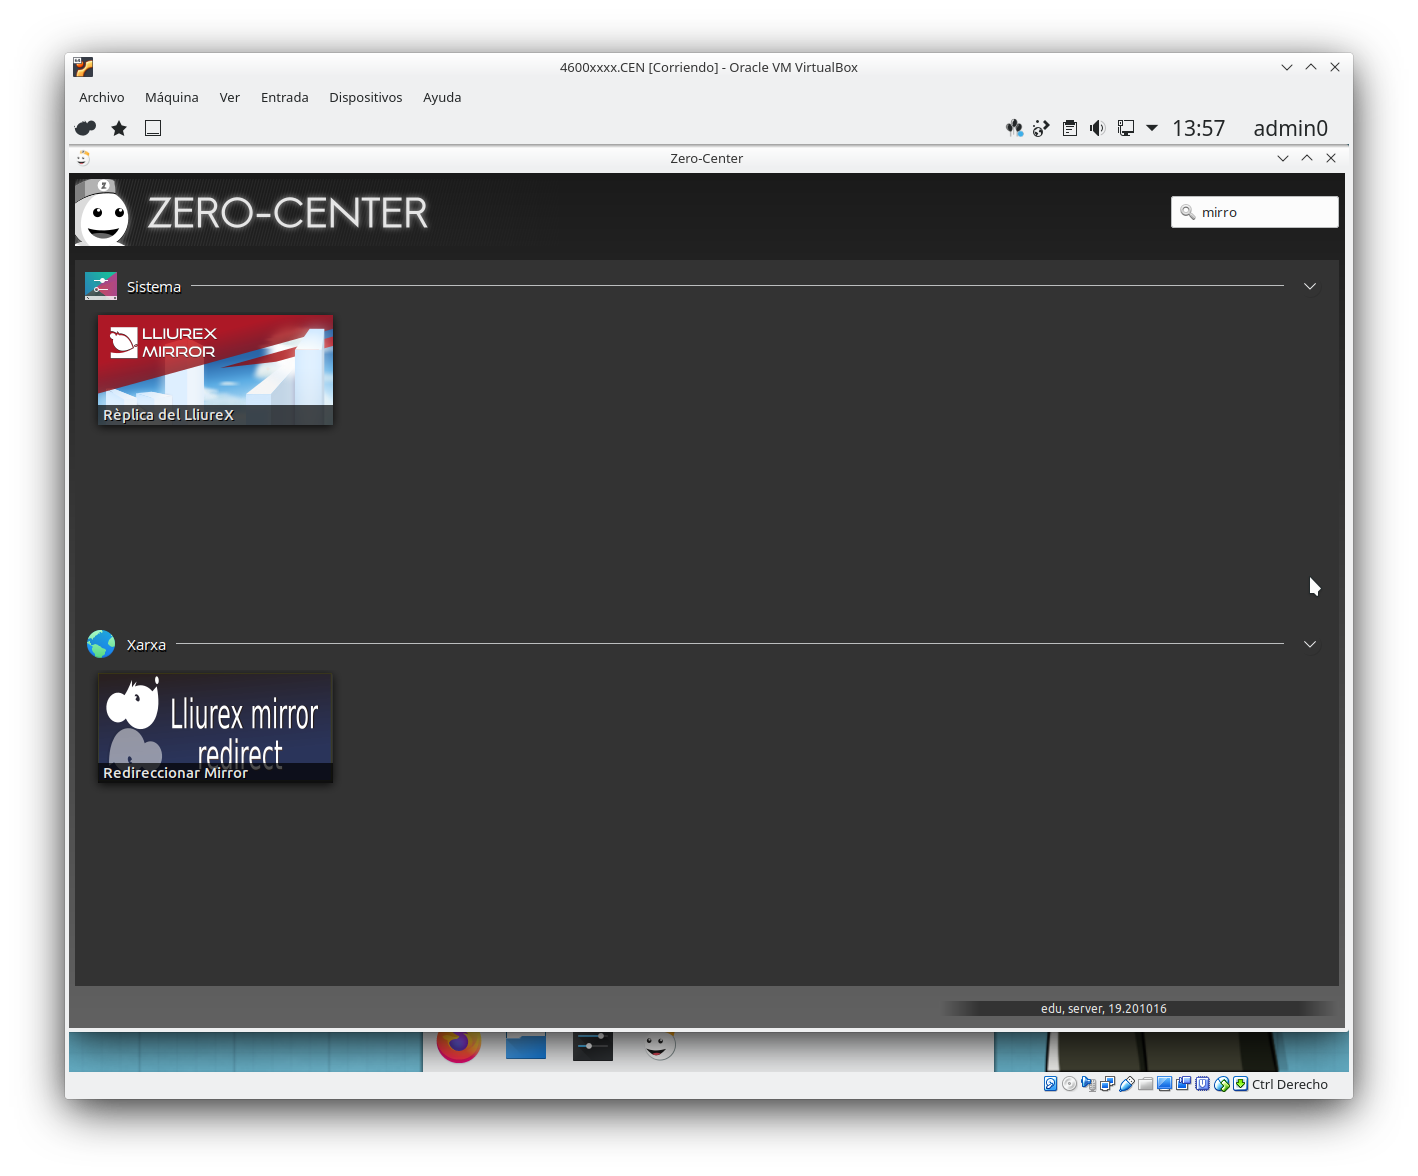 4600xxxx.CEN [Corriendo] - Oracle VM VirtualBox
Archivo Máquina Ver Entrada Dispositivos Ayuda
13:57 admin0
Zero-Center
ZERO-CENTER
mirro
Sistema
LLIUREX
MIRROR
Rèplica del LliureX
Xarxa
Lliurex mirror
redirect
Redireccionar Mirror
edu, server, 19.201016
Ctrl Derecho